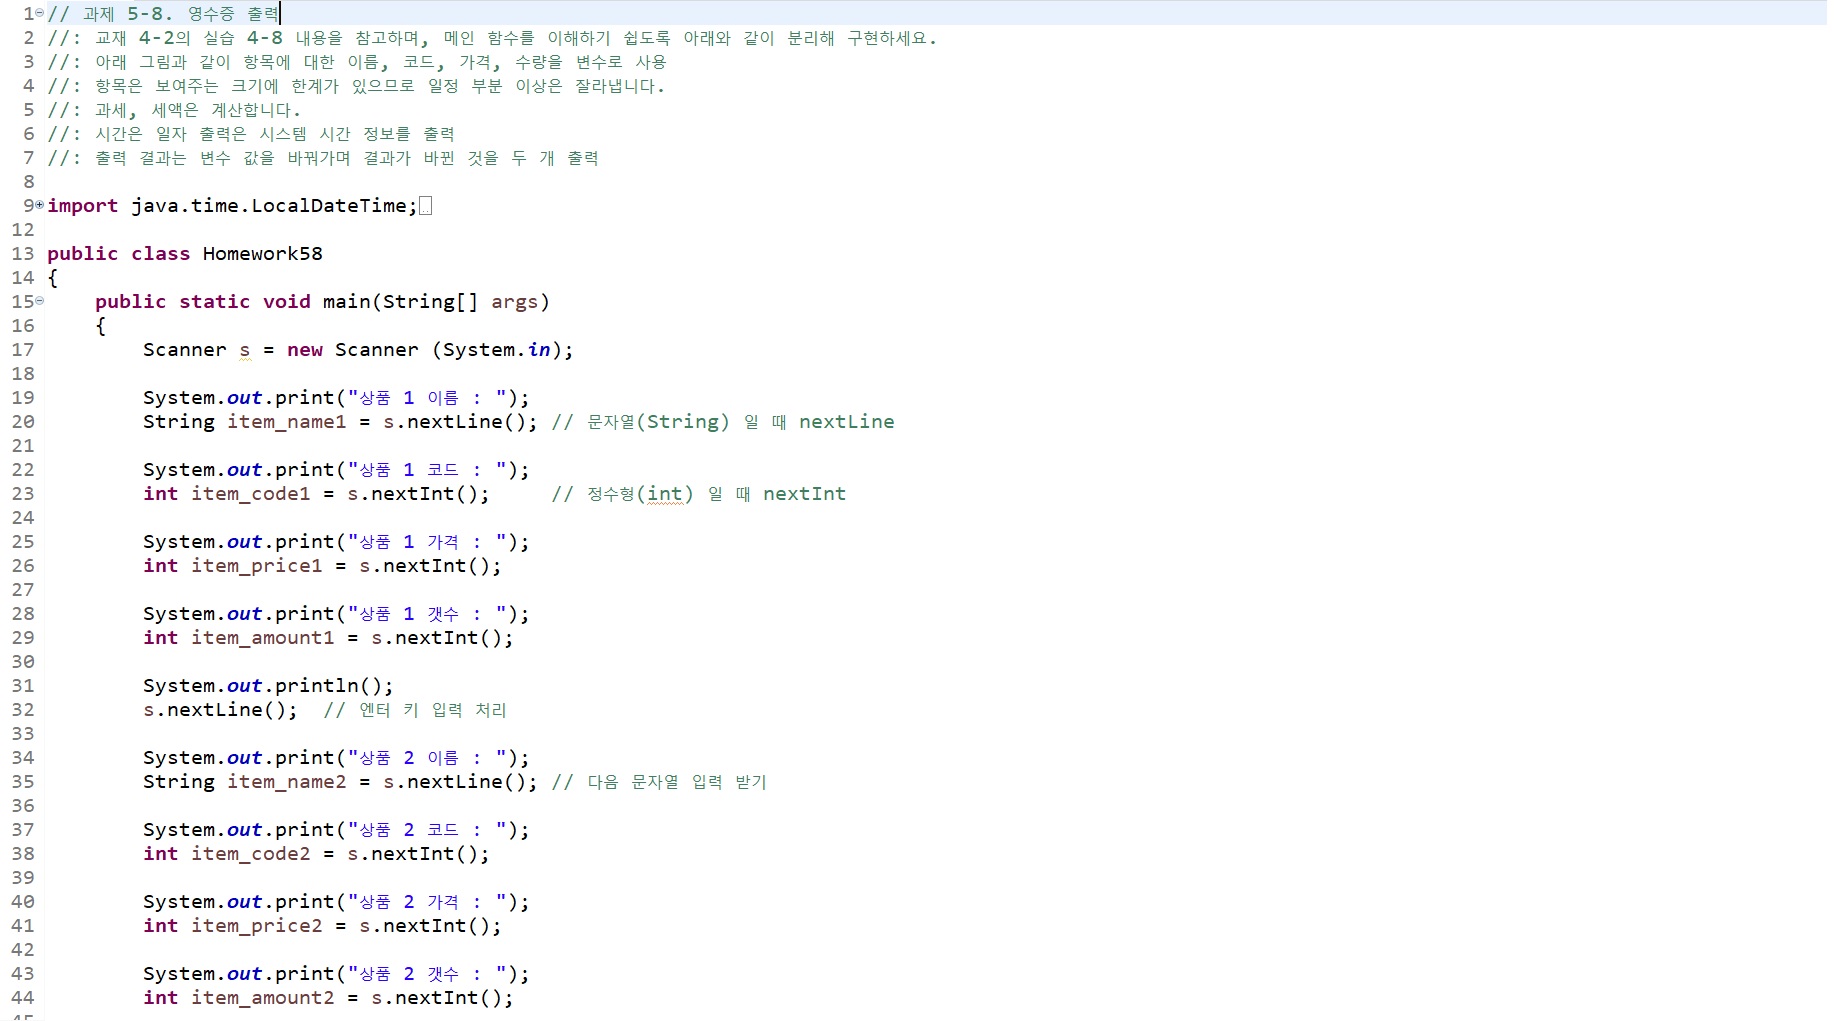 1 // 과제 5-8. 영수증 출력
2 //: 교재 4-2의 실습 4-8 내용을 참고하며, 메인 함수를 이해하기 쉽도록 아래와 같이 분리해 구현하세요.
3 //: 아래 그림과 같이 항목에 대한 이름, 코드, 가격, 수량을 변수로 사용
4 //: 항목은 보여주는 크기에 한계가 있으므로 일정 부분 이상은 잘라냅니다.
5 //: 과세, 세액은 계산합니다.
6 //: 시간은 일자 출력은 시스템 시간 정보를 출력
7 //: 출력 결과는 변수 값을 바꿔가며 결과가 바뀐 것을 두 개 출력
8
9 import java.time.LocalDateTime;
12
13 public class Homework58
14 {
15     public static void main(String[] args)
16     {
17         Scanner s = new Scanner (System.in);
18
19         System.out.print("상품 1 이름 : ");
20         String item_name1 = s.nextLine(); // 문자열(String) 일 때 nextLine
21
22         System.out.print("상품 1 코드 : ");
23         int item_code1 = s.nextInt();     // 정수형(int) 일 때 nextInt
24
25         System.out.print("상품 1 가격 : ");
26         int item_price1 = s.nextInt();
27
28         System.out.print("상품 1 갯수 : ");
29         int item_amount1 = s.nextInt();
30
31         System.out.println();
32         s.nextLine();  // 엔터 키 입력 처리
33
34         System.out.print("상품 2 이름 : ");
35         String item_name2 = s.nextLine(); // 다음 문자열 입력 받기
36
37         System.out.print("상품 2 코드 : ");
38         int item_code2 = s.nextInt();
39
40         System.out.print("상품 2 가격 : ");
41         int item_price2 = s.nextInt();
42
43         System.out.print("상품 2 갯수 : ");
44         int item_amount2 = s.nextInt();
45